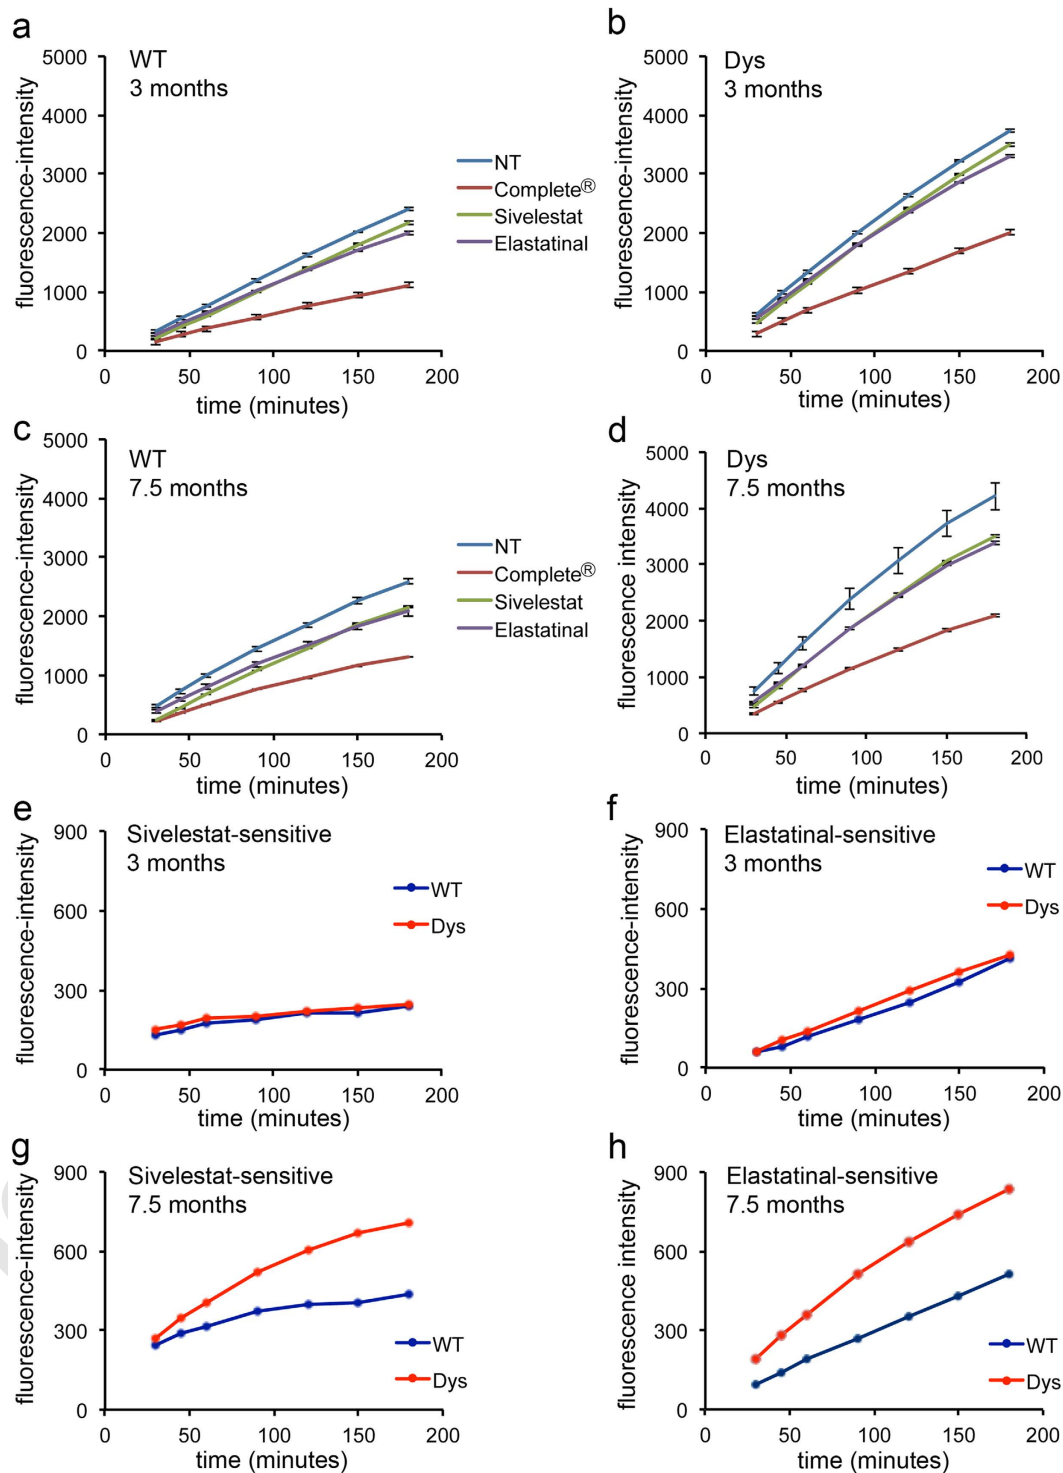 a
WT
3 months
5000
4000
3000
2000
1000
0
0 50 100 150 200
fluorescence-intensity
time (minutes)
NT
Complete®
Sivelestat
Elastatinal
b
Dys
3 months
5000
4000
3000
2000
1000
0
0 50 100 150 200
fluorescence-intensity
time (minutes)
c
WT
7.5 months
5000
4000
3000
2000
1000
0
0 50 100 150 200
fluorescence-intensity
time (minutes)
NT
Complete®
Sivelestat
Elastatinal
d
Dys
7.5 months
5000
4000
3000
2000
1000
0
0 50 100 150 200
fluorescence intensity
time (minutes)
e
Sivelestat-sensitive
3 months
900
600
300
0
0 50 100 150 200
fluorescence-intensity
time (minutes)
WT
Dys
f
Elastatinal-sensitive
3 months
900
600
300
0
0 50 100 150 200
fluorescence-intensity
time (minutes)
WT
Dys
g
Sivelestat-sensitive
7.5 months
900
600
300
0
0 50 100 150 200
fluorescence-intensity
time (minutes)
WT
Dys
h
Elastatinal-sensitive
7.5 months
900
600
300
0
0 50 100 150 200
fluorescence intensity
time (minutes)
WT
Dys